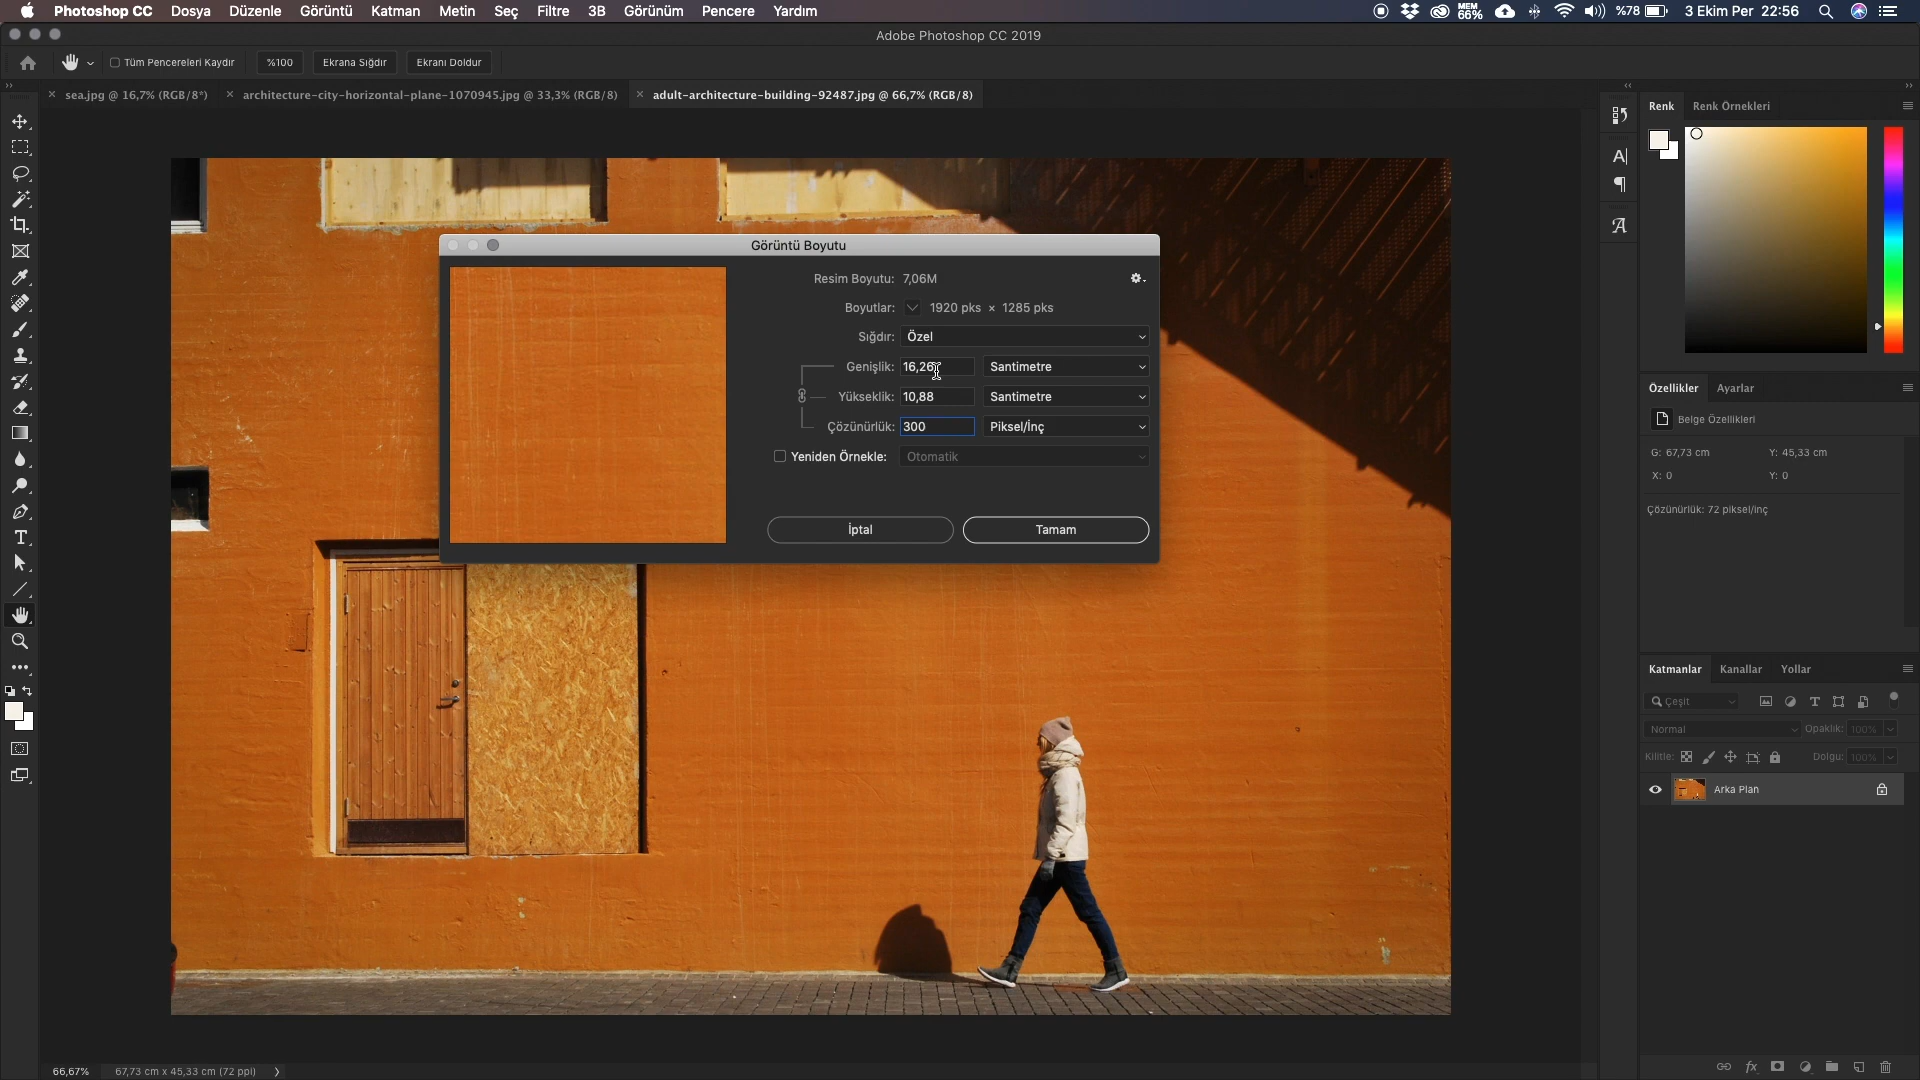 Photoshop CC Dosya Düzenle Görüntü Katman Metin Seç Filtre 3B Görünüm Pencere Yardım MEM 66% %78 3 Ekim Per 22:56
Adobe Photoshop CC 2019
Tüm Pencereleri Kaydır %100 Ekrana Sığdır Ekranı Doldur
sea.jpg @ 16,7% (RGB/8*) architecture-city-horizontal-plane-1070945.jpg @ 33,3% (RGB/8) adult-architecture-building-92487.jpg @ 66,7% (RGB/8)
Renk Renk Örnekleri
Görüntü Boyutu
Resim Boyutu: 7,06M
Boyutlar: 1920 pks × 1285 pks
Sığdır: Özel
Genişlik: 16,26 Santimetre
Yükseklik: 10,88 Santimetre
Çözünürlük: 300 Piksel/İnç
Yeniden Örnekle: Otomatik
İptal Tamam
Özellikler Ayarlar
Belge Özellikleri
G: 67,73 cm Y: 45,33 cm
X: 0 Y: 0
Çözünürlük: 72 piksel/inç
Katmanlar Kanallar Yollar
Çeşit
Normal Opaklık: 100%
Kilitle: Dolgu: 100%
Arka Plan
66,67% 67,73 cm x 45,33 cm (72 ppi)